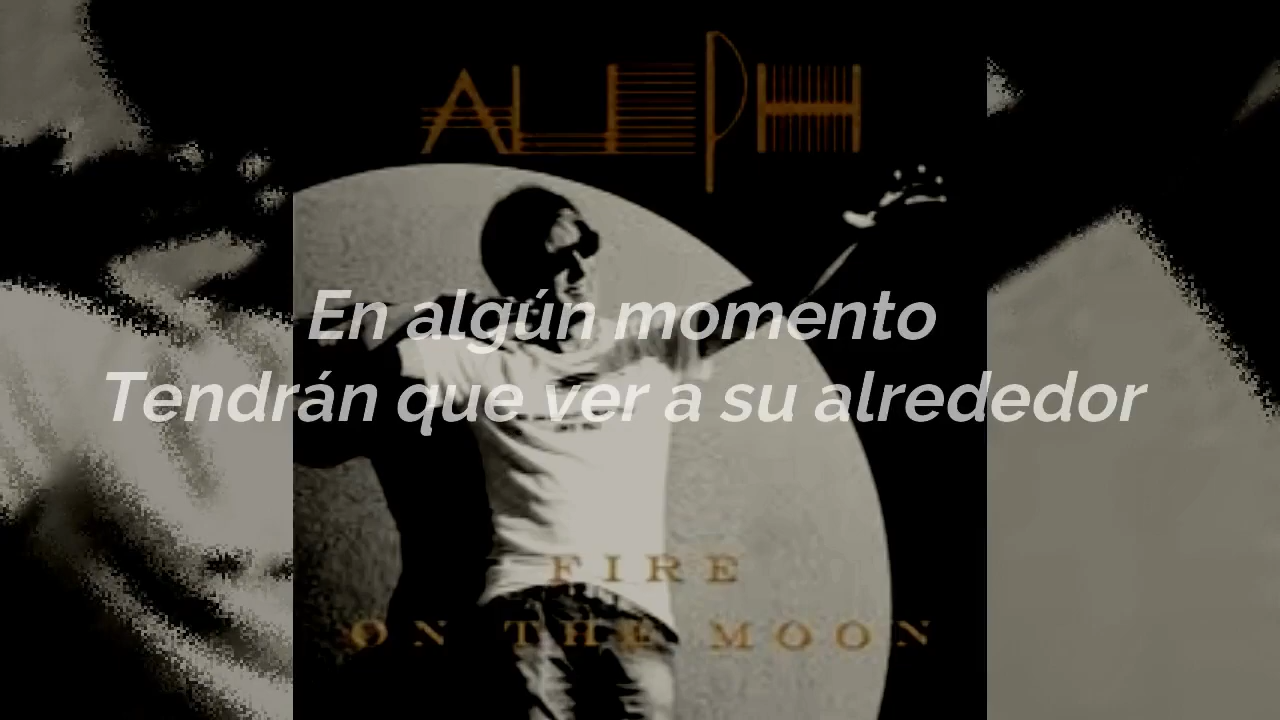 ALEPH
En algún momento
Tendrán que ver a su alrededor
FIRE
ON THE MOON